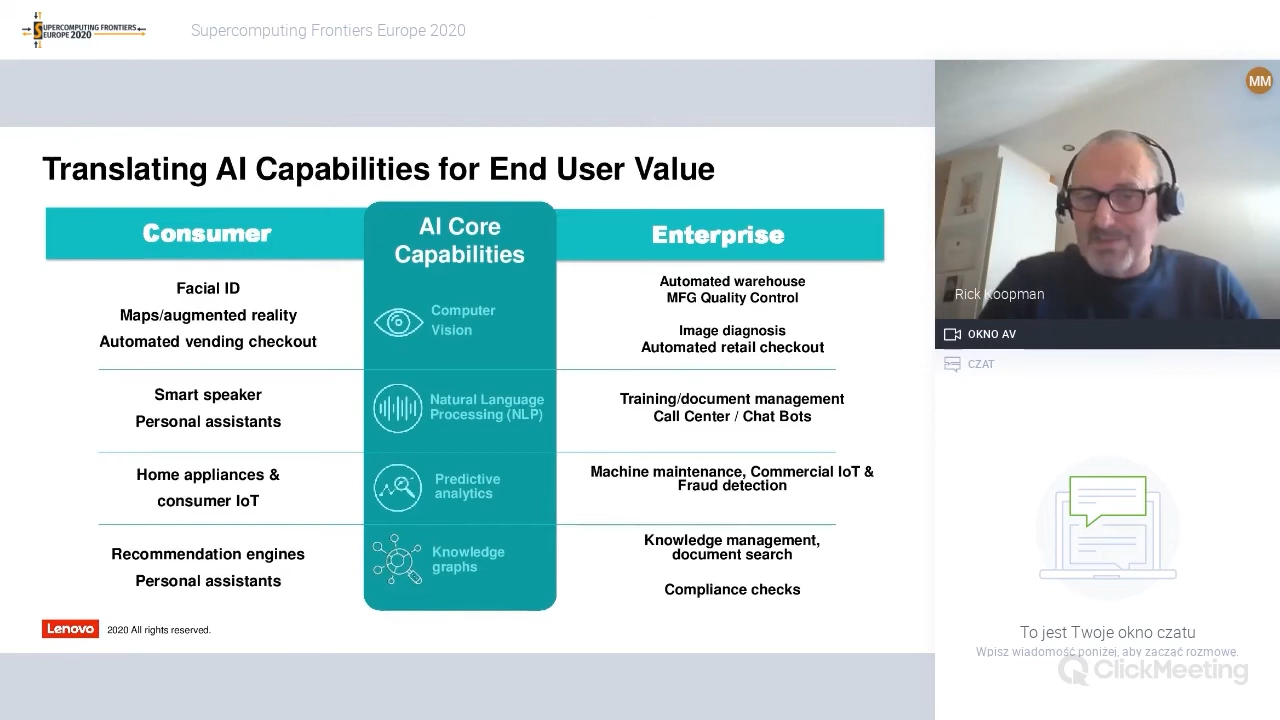 SUPERCOMPUTING FRONTIERS
EUROPE 2020
Supercomputing Frontiers Europe 2020
Translating AI Capabilities for End User Value
Consumer
AI Core
Capabilities
Enterprise
Facial ID
Maps/augmented reality
Automated vending checkout
Computer
Vision
Automated warehouse
MFG Quality Control
Image diagnosis
Automated retail checkout
Smart speaker
Personal assistants
Natural Language
Processing (NLP)
Training/document management
Call Center / Chat Bots
Home appliances &
consumer IoT
Predictive
analytics
Machine maintenance, Commercial IoT &
Fraud detection
Recommendation engines
Personal assistants
Knowledge
graphs
Knowledge management,
document search
Compliance checks
Lenovo
2020 All rights reserved.
MM
Rick Koopman
OKNO AV
CZAT
To jest Twoje okno czatu
Wpisz wiadomość poniżej, aby zacząć rozmowę.
ClickMeeting